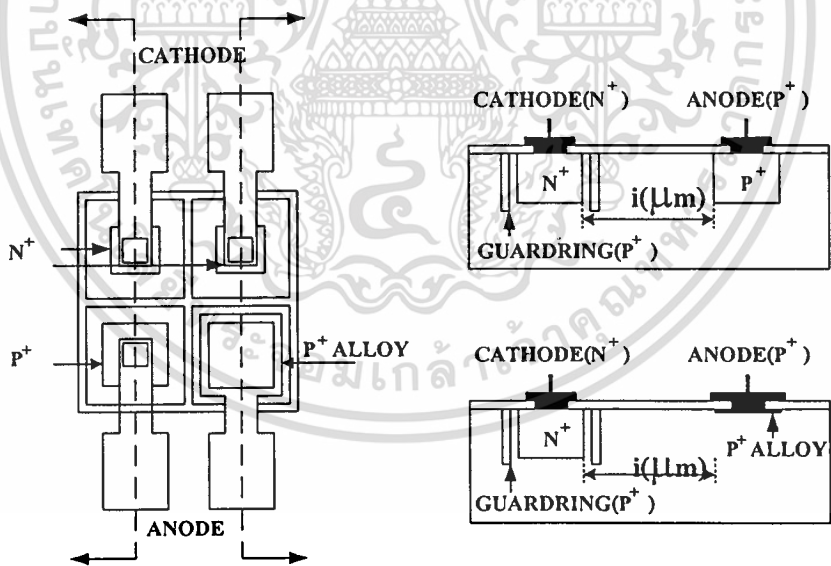 CATHODE
N⁺
P⁺
P⁺ ALLOY
ANODE
CATHODE(N⁺)
ANODE(P⁺)
N⁺
P⁺
i(μm)
GUARDRING(P⁺)
CATHODE(N⁺)
ANODE(P⁺)
N⁺
P⁺ ALLOY
i(μm)
GUARDRING(P⁺)